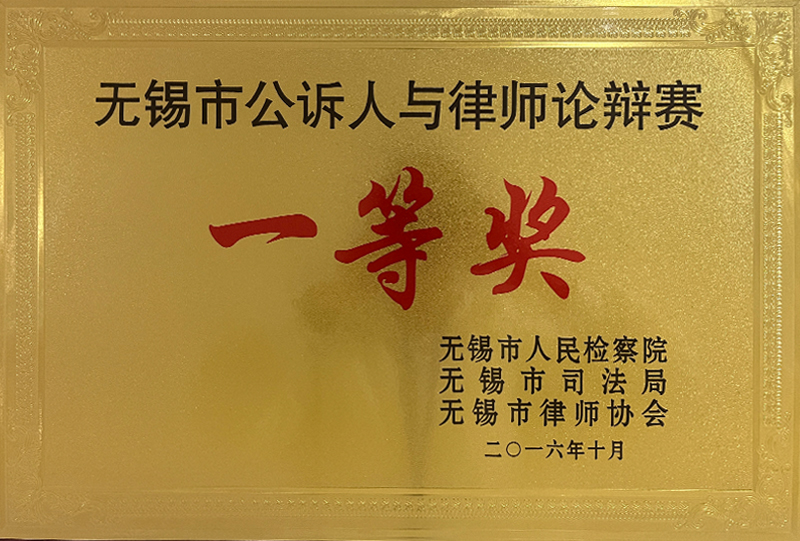 无锡市公诉人与律师论辩赛
一等奖
无锡市人民检察院
无锡市司法局
无锡市律师协会
二〇一六年十月